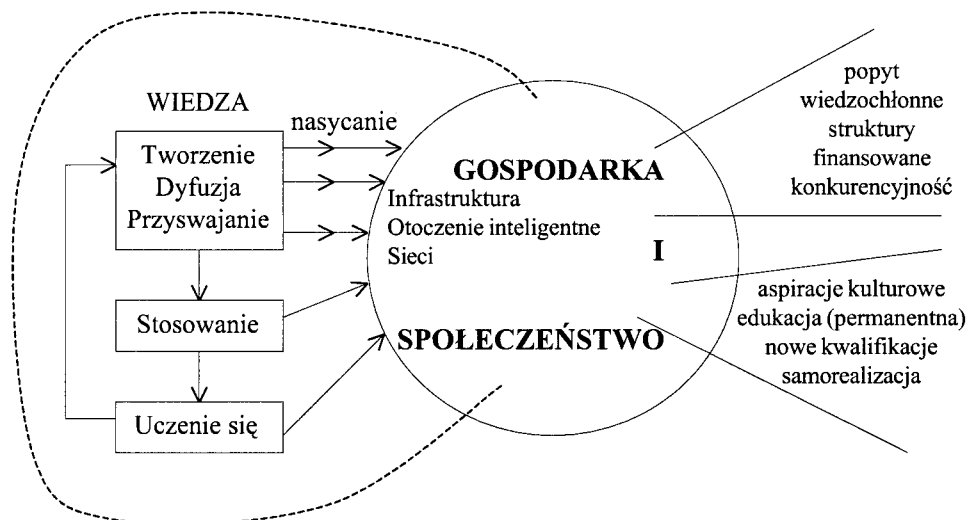 WIEDZA
Tworzenie
Dyfuzja
Przyswajanie
Stosowanie
Uczenie się
nasycanie
GOSPODARKA
Infrastruktura
Otoczenie inteligentne
Sieci
I
SPOŁECZEŃSTWO
popyt
wiedzochłonne
struktury
finansowane
konkurencyjność
aspiracje kulturowe
edukacja (permanentna)
nowe kwalifikacje
samorealizacja